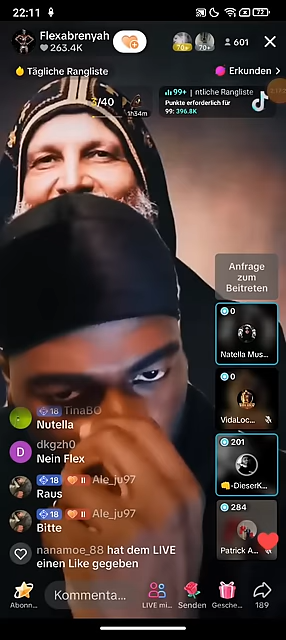 22:11
72
Flexabrenyah
263.4K
70+
70+
601
Tägliche Rangliste
Erkunden >
3/40
1h34m
99+ | ntliche Rangliste
Punkte erforderlich für
99: 396.8K
Anfrage
zum
Beitreten
0
Natella Mus...
0
VidaLoc...
201
👊-DieserK...
284
Patrick A...
18 TinaBO
Nutella
D
dkgzh0
Nein Flex
18 II Ale_ju97
Raus
18 II Ale_ju97
Bitte
nanamoe_88 hat dem LIVE
einen Like gegeben
Abonn...
Kommenta...
LIVE mi...
Senden
Gesche...
189